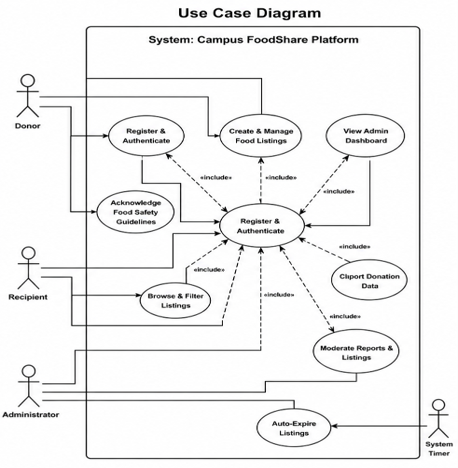 Use Case Diagram
System: Campus FoodShare Platform
Donor
Register &
Authenticate
Create & Manage
Food Listings
View Admin
Dashboard
«include»
«include»
«include»
Acknowledge
Food Safety
Guidelines
Register &
Authenticate
«include»
«include»
Cliport Donation
Data
Recipient
Browse & Filter
Listings
«include»
«include»
Moderate Reports &
Listings
Administrator
Auto-Expire
Listings
System
Timer